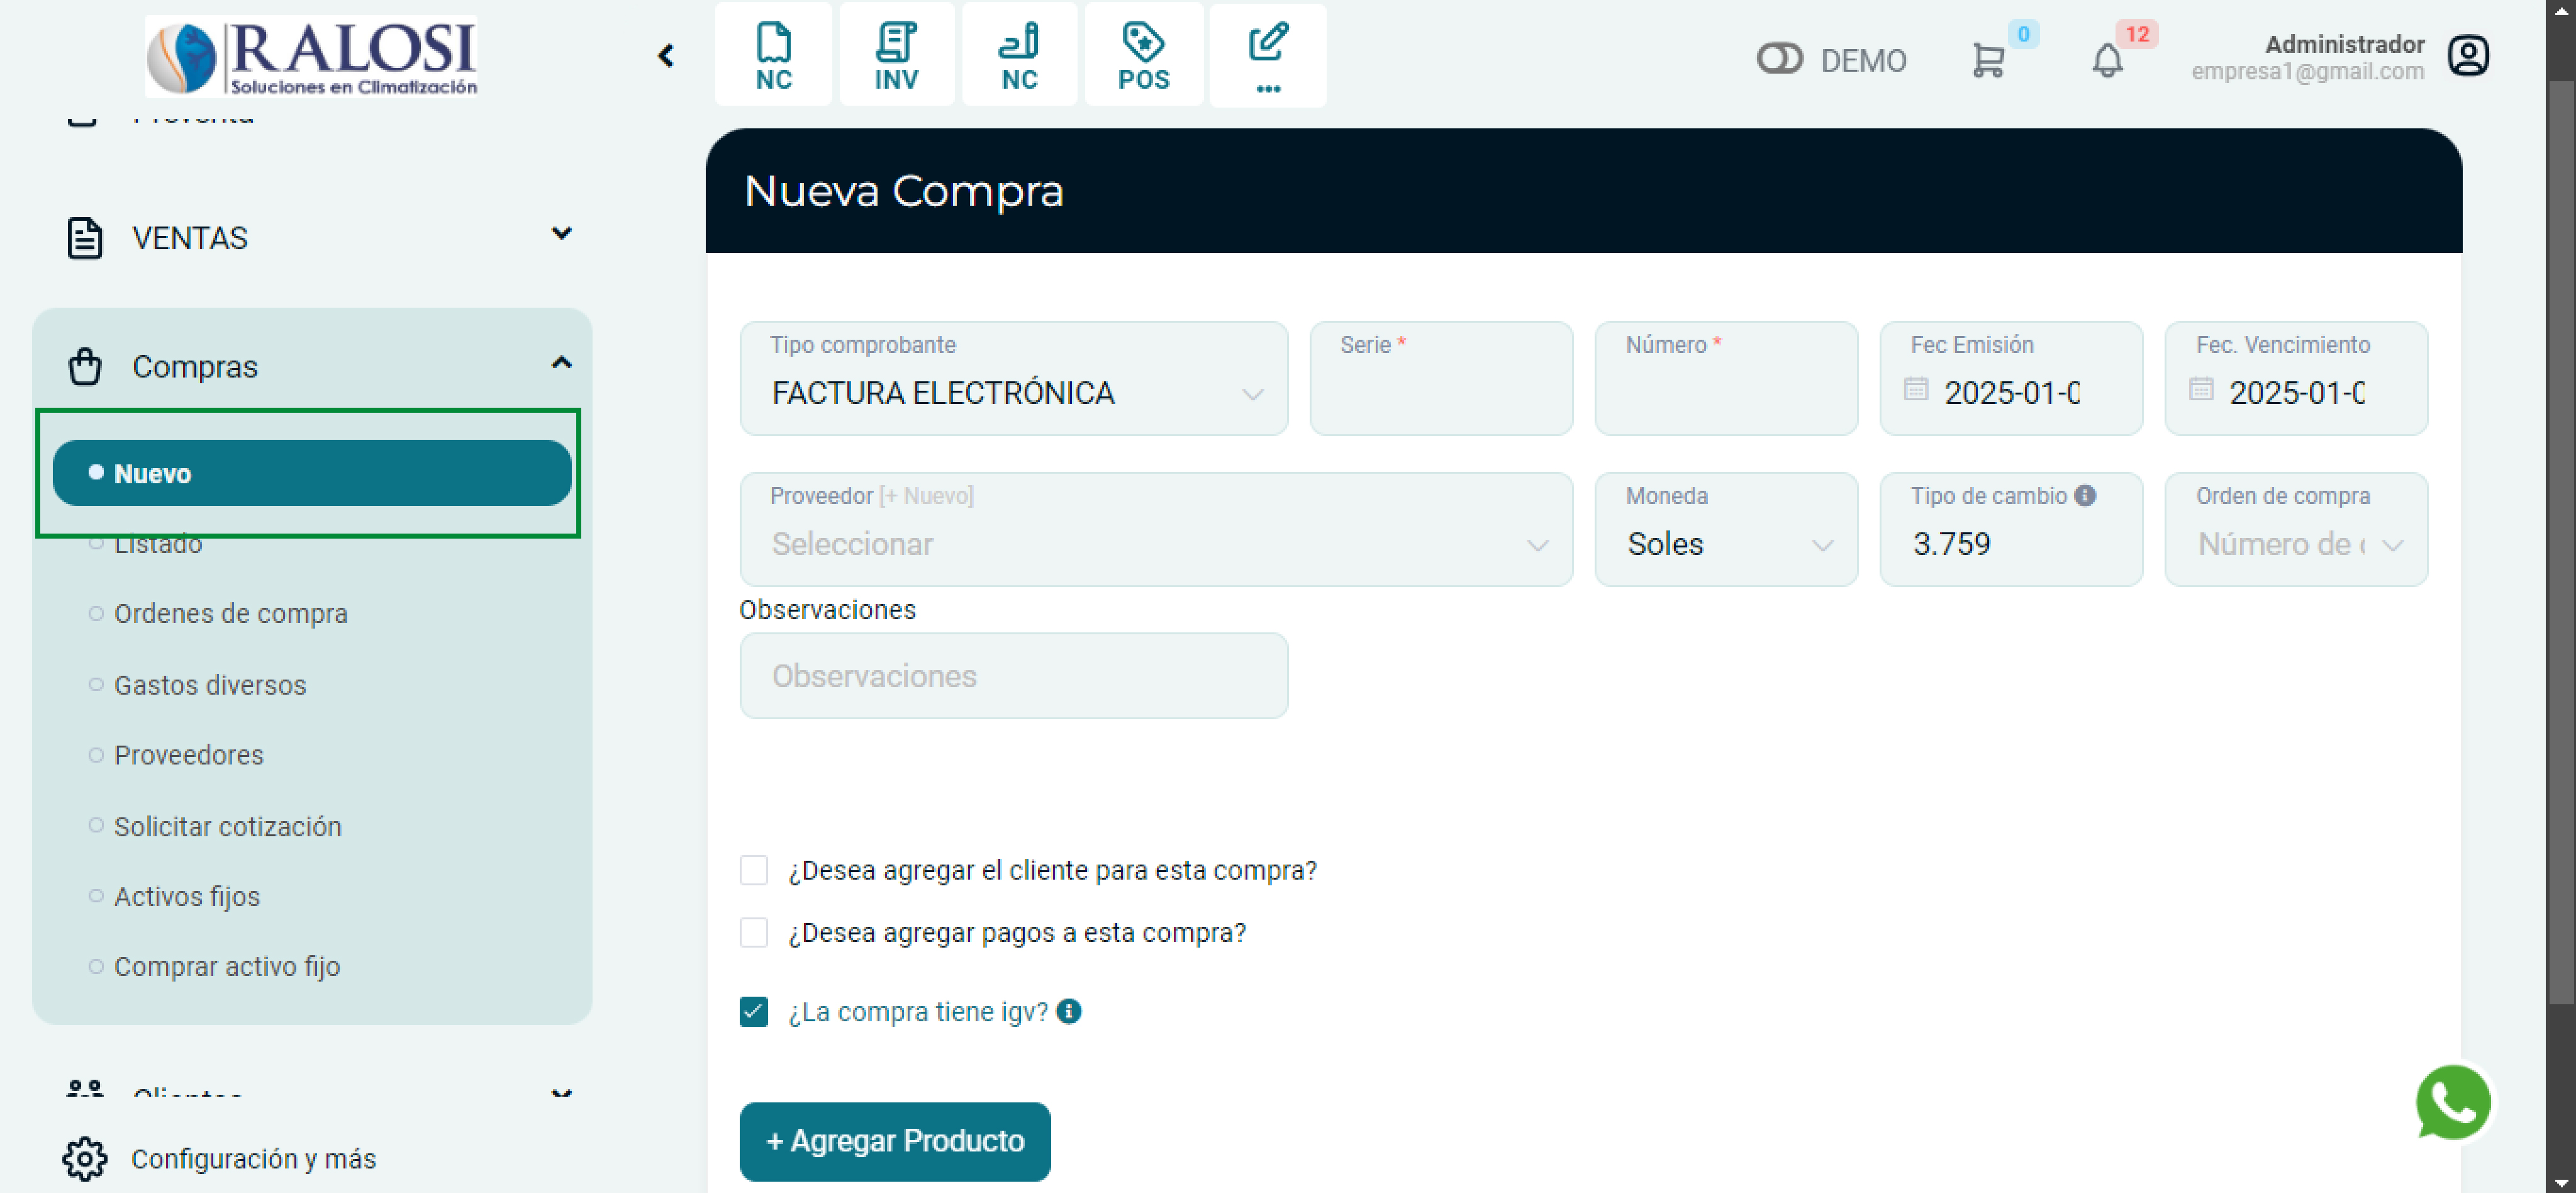 RALOSI
Soluciones en Climatización
NC
INV
NC
POS
...
DEMO
0
12
Administrador
empresa1@gmail.com
VENTAS
Compras
Nuevo
Listado
Ordenes de compra
Gastos diversos
Proveedores
Solicitar cotización
Activos fijos
Comprar activo fijo
Clientes
Configuración y más
Nueva Compra
Tipo comprobante
FACTURA ELECTRÓNICA
Serie *
Número *
Fec Emisión
2025-01-0
Fec. Vencimiento
2025-01-0
Proveedor [+ Nuevo]
Seleccionar
Moneda
Soles
Tipo de cambio
3.759
Orden de compra
Número de
Observaciones
Observaciones
¿Desea agregar el cliente para esta compra?
¿Desea agregar pagos a esta compra?
¿La compra tiene igv?
+ Agregar Producto